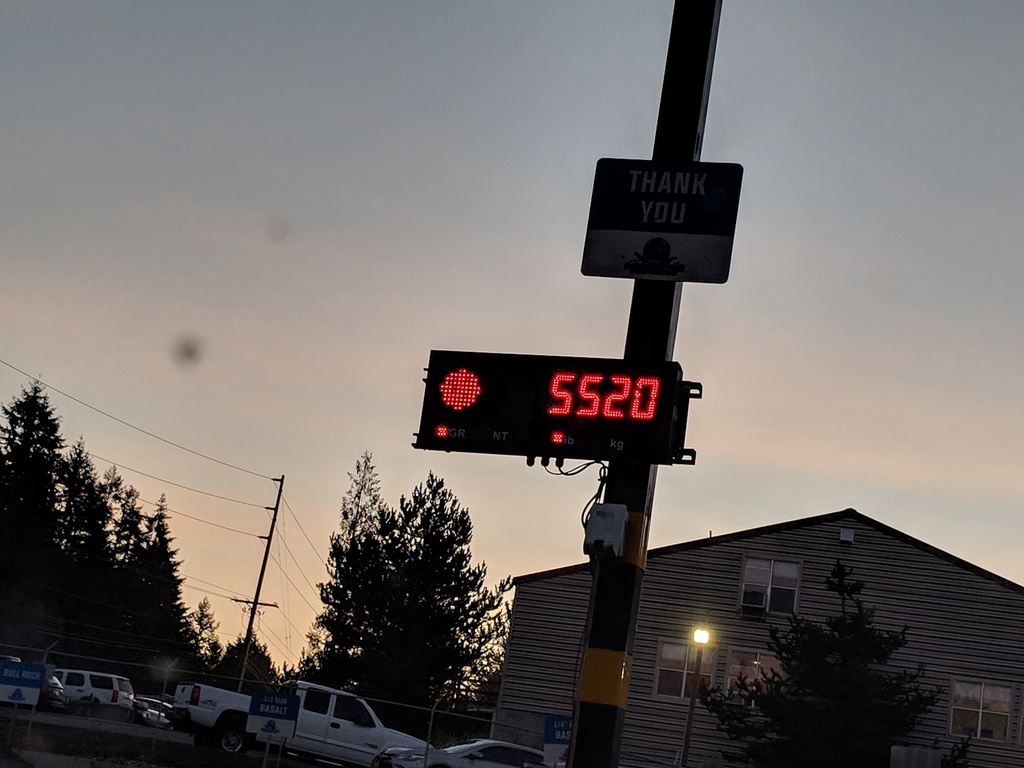 THANK
YOU
5520
GR NT lb kg
BULL ROCK
BASALT